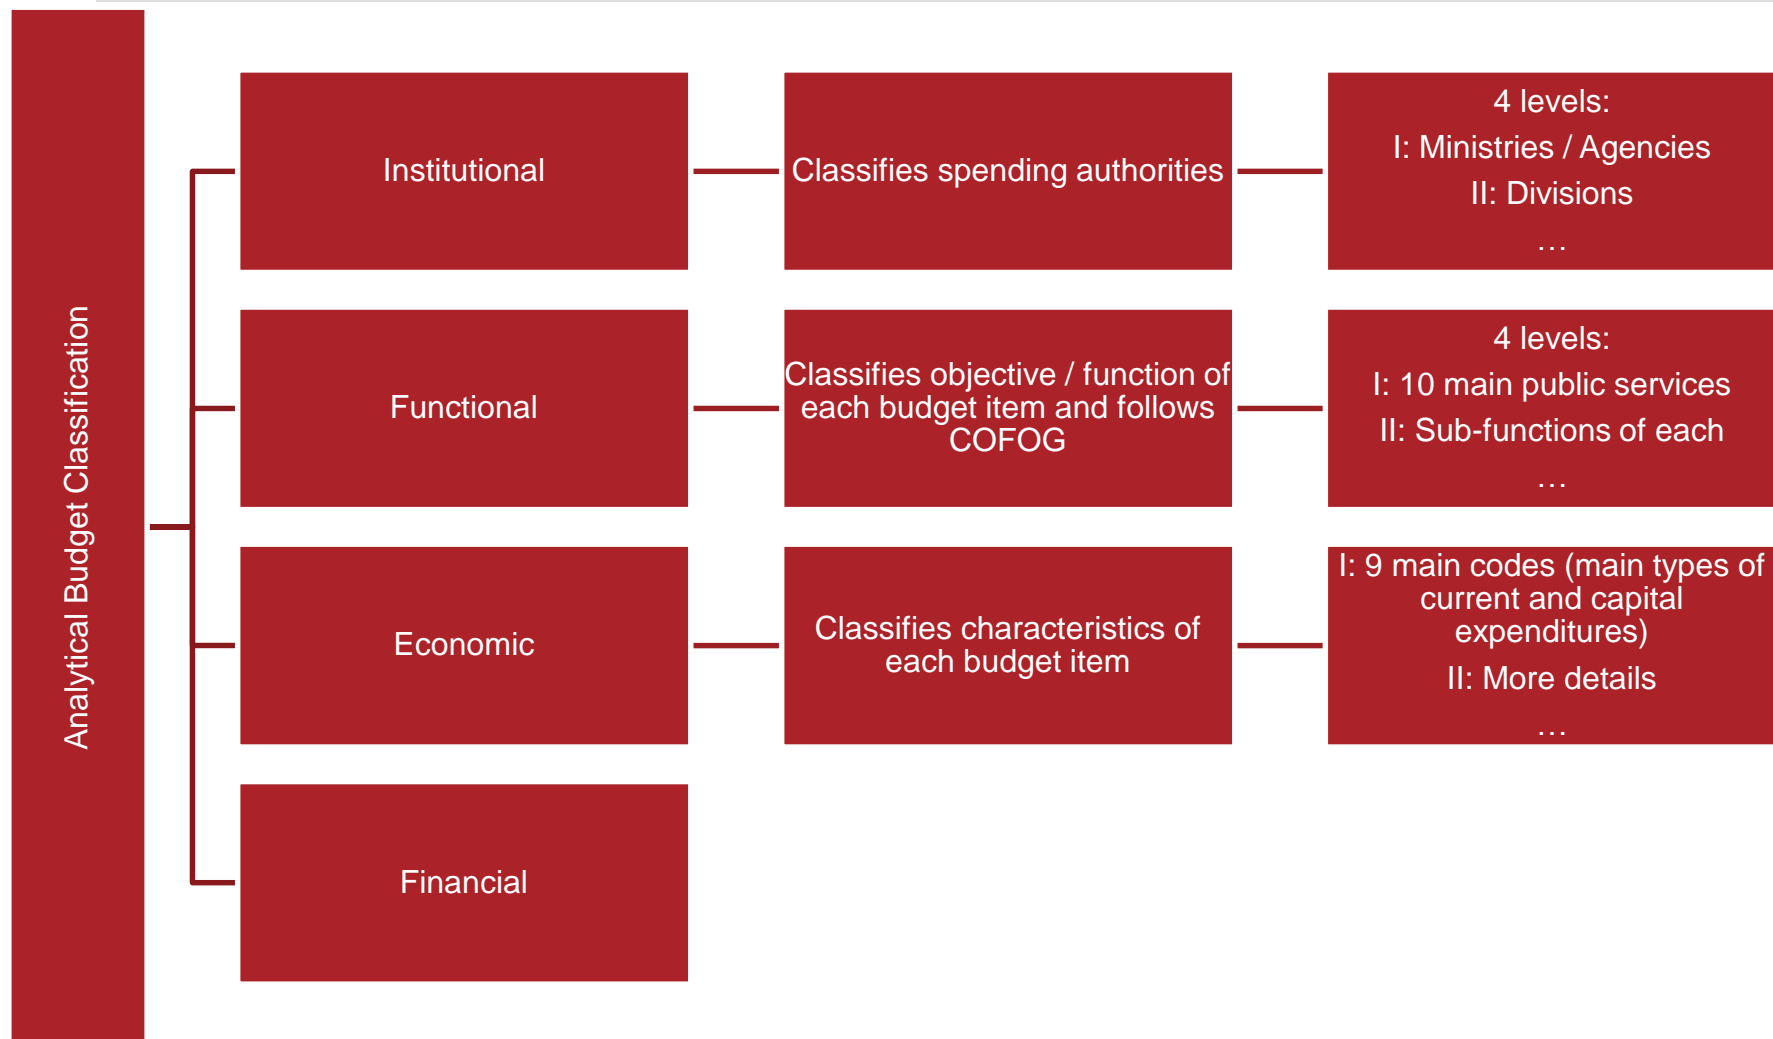 Analytical Budget Classification
Institutional
Classifies spending authorities
4 levels:
I: Ministries / Agencies
II: Divisions
…
Functional
Classifies objective / function of
each budget item and follows
COFOG
4 levels:
I: 10 main public services
II: Sub-functions of each
…
Economic
Classifies characteristics of
each budget item
I: 9 main codes (main types of
current and capital
expenditures)
II: More details
…
Financial